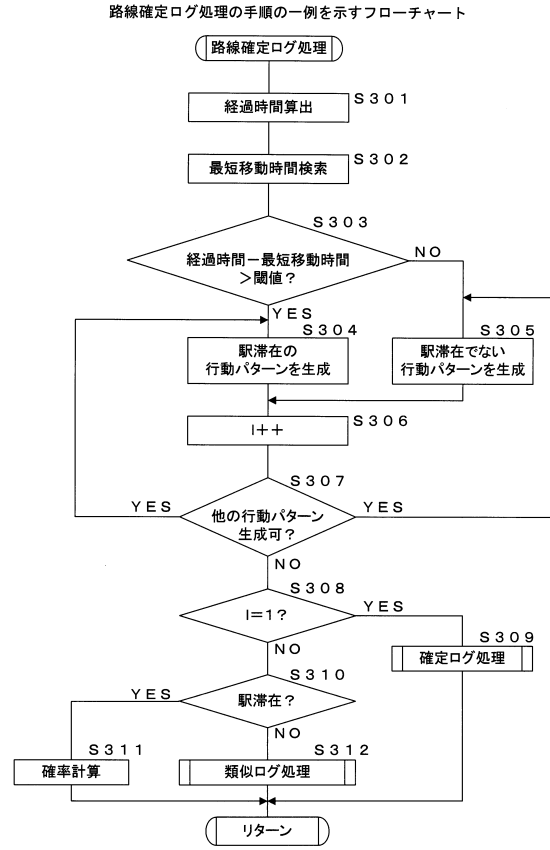 路線確定ログ処理の手順の一例を示すフローチャート
路線確定ログ処理
S301
経過時間算出
S302
最短移動時間検索
S303
経過時間－最短移動時間
＞閾値？
NO
YES
S304
駅滞在の
行動パターンを生成
S305
駅滞在でない
行動パターンを生成
S306
I＋＋
S307
他の行動パターン
生成可？
YES
YES
NO
S308
I＝1？
YES
S309
確定ログ処理
NO
S310
駅滞在？
YES
NO
S311
確率計算
S312
類似ログ処理
リターン